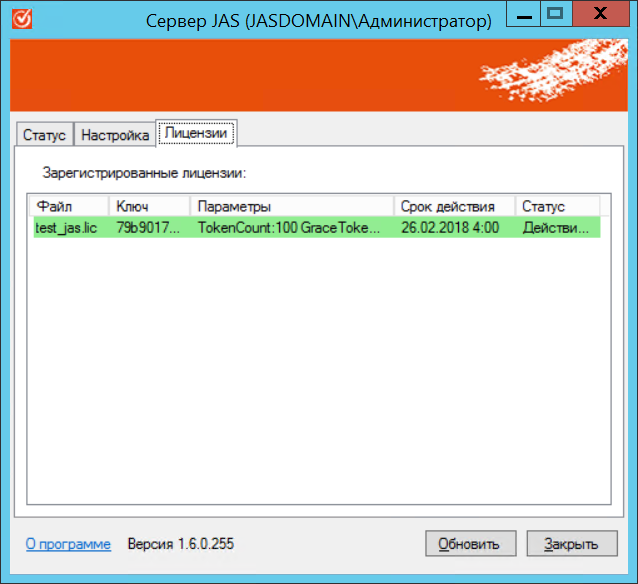 Сервер JAS (JASDOMAIN\Администратор)
Статус Настройка Лицензии
Зарегистрированные лицензии:
Файл Ключ Параметры Срок действия Статус
test_jas.lic 79b9017... TokenCount:100 GraceToke... 26.02.2018 4:00 Действи...
О программе Версия 1.6.0.255 Обновить Закрыть